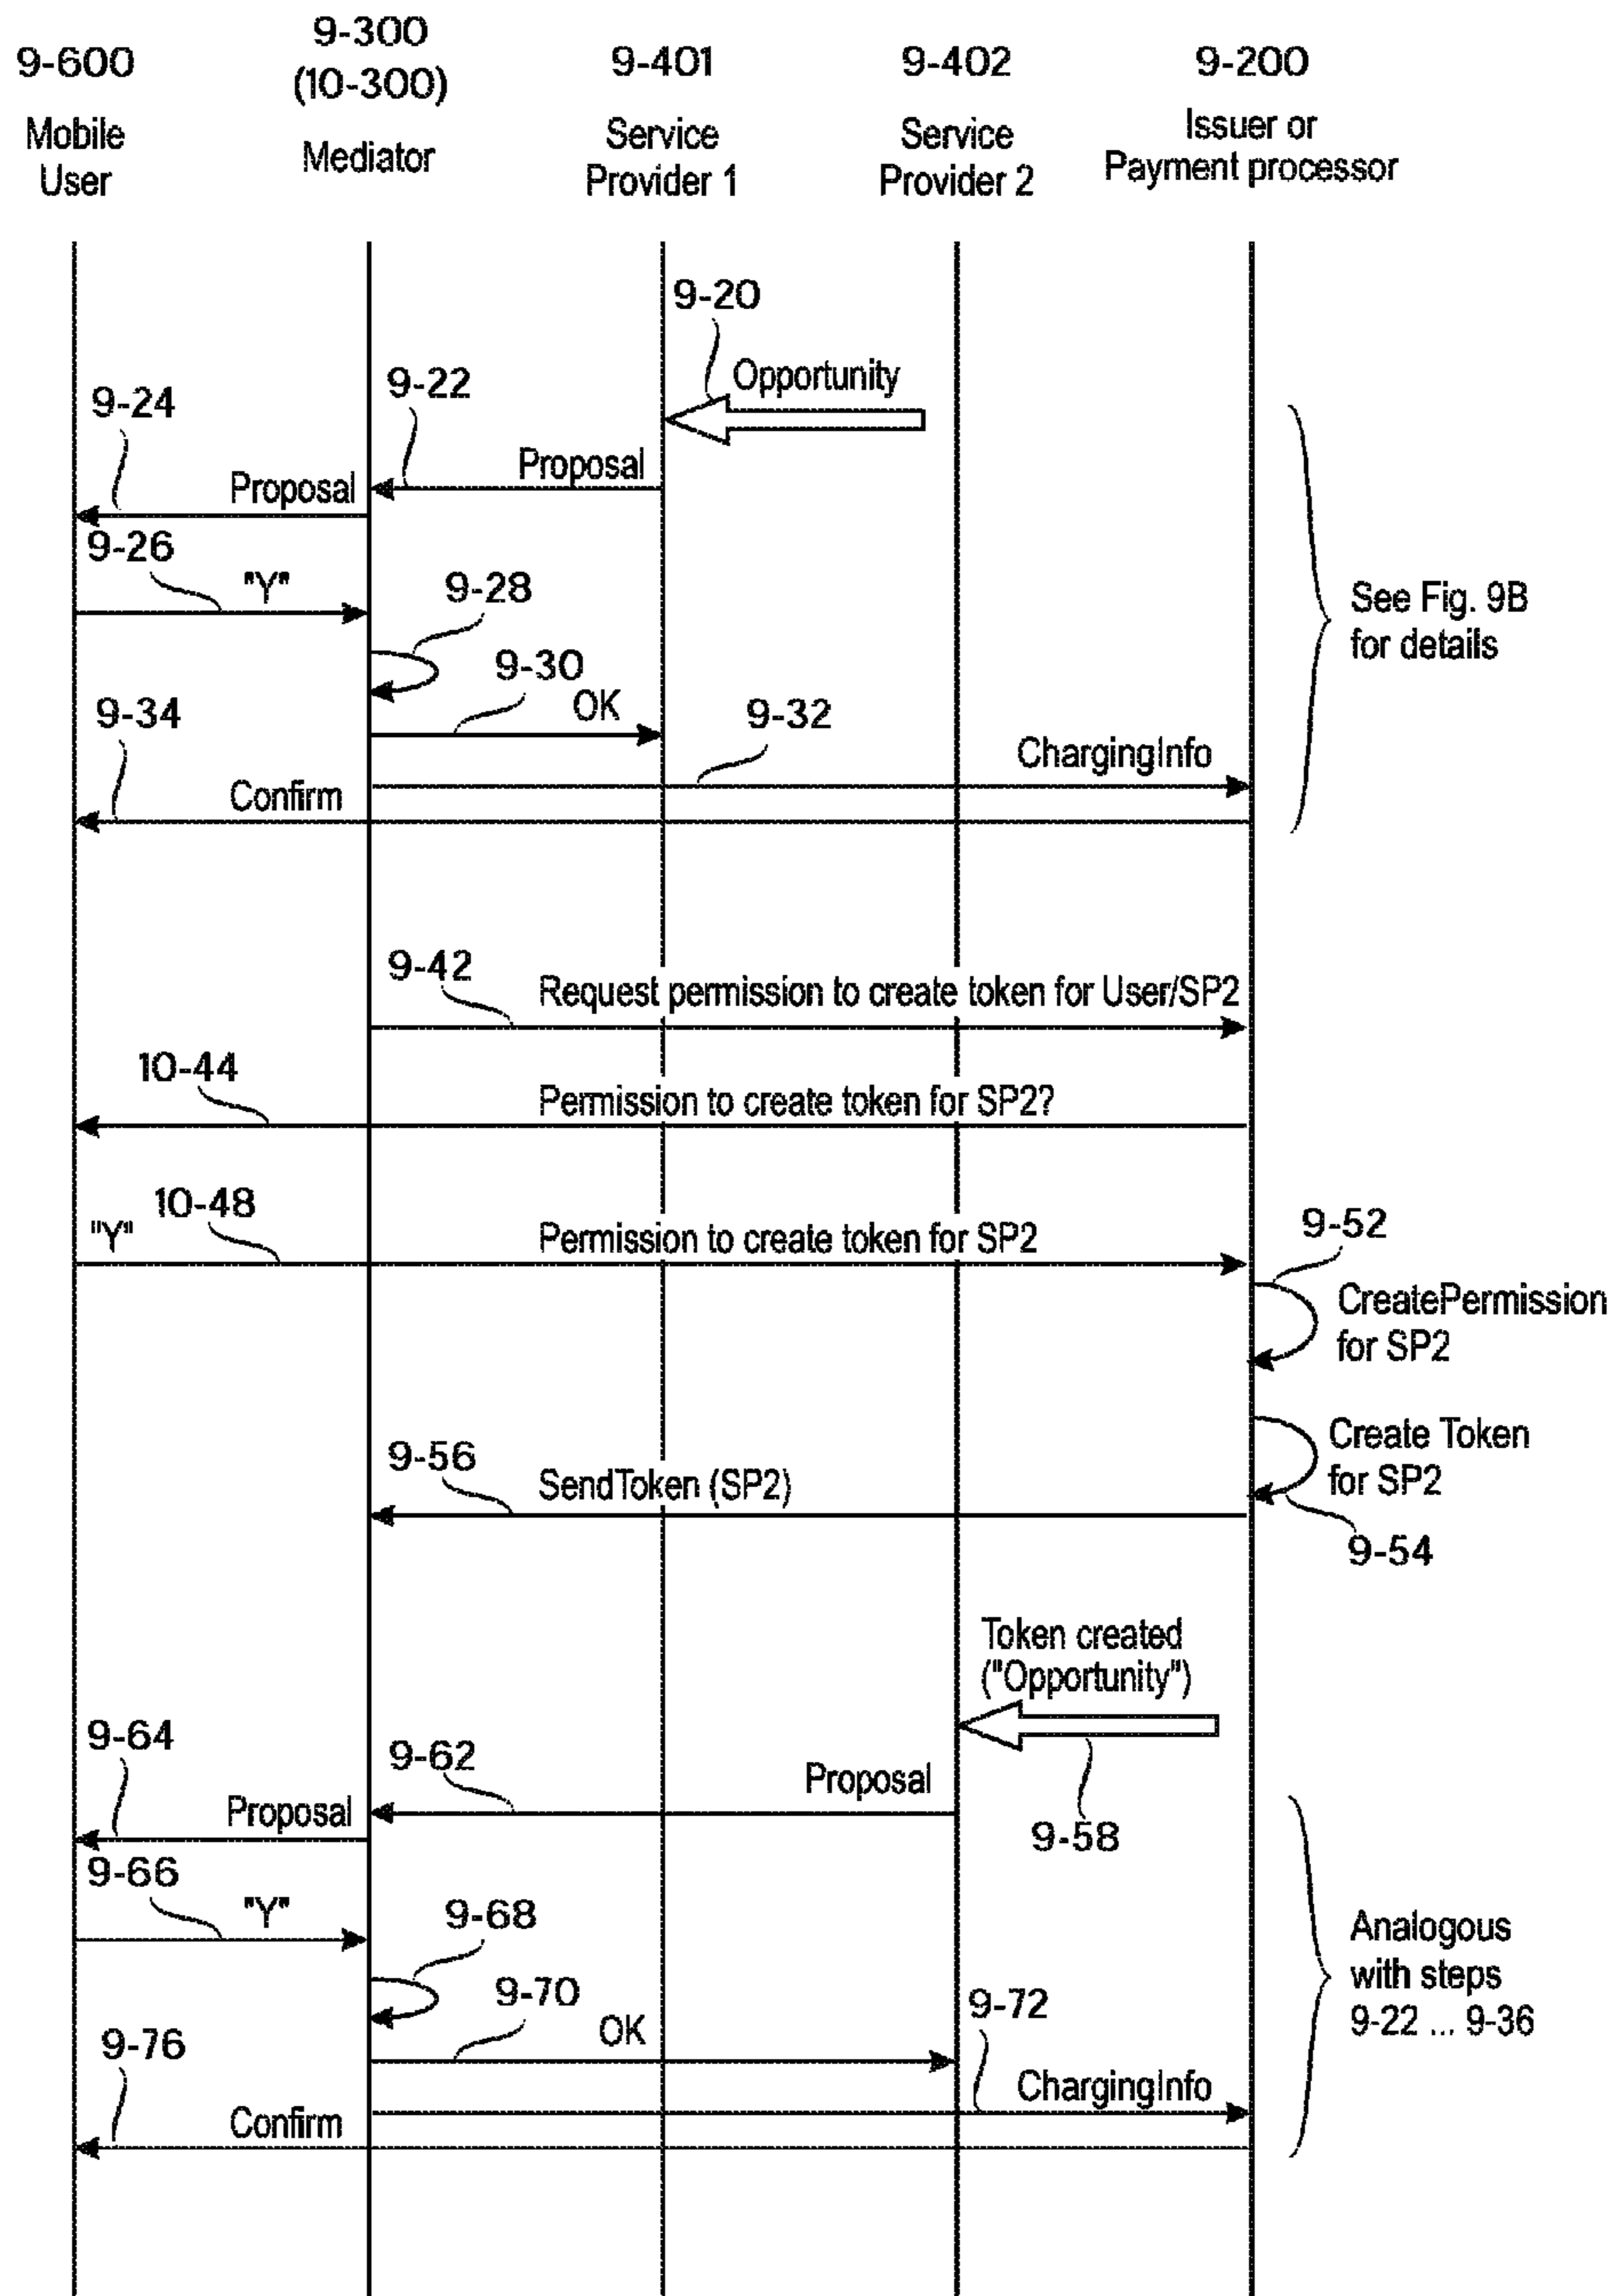 9-600
9-300
(10-300)
9-401
9-402
9-200
Mobile
User
Mediator
Service
Provider 1
Service
Provider 2
Issuer or
Payment processor
9-20
Opportunity
9-22
9-24
Proposal
Proposal
9-26
"Y"
9-28
9-30
OK
See Fig. 9B
for details
9-34
9-32
ChargingInfo
Confirm
9-42
Request permission to create token for User/SP2
10-44
Permission to create token for SP2?
10-48
"Y"
Permission to create token for SP2
9-52
CreatePermission
for SP2
9-56
SendToken (SP2)
Create Token
for SP2
9-54
Token created
("Opportunity")
9-64
9-62
Proposal
9-58
Proposal
9-66
"Y"
9-68
9-70
OK
9-72
Analogous
with steps
9-22 ... 9-36
9-76
ChargingInfo
Confirm